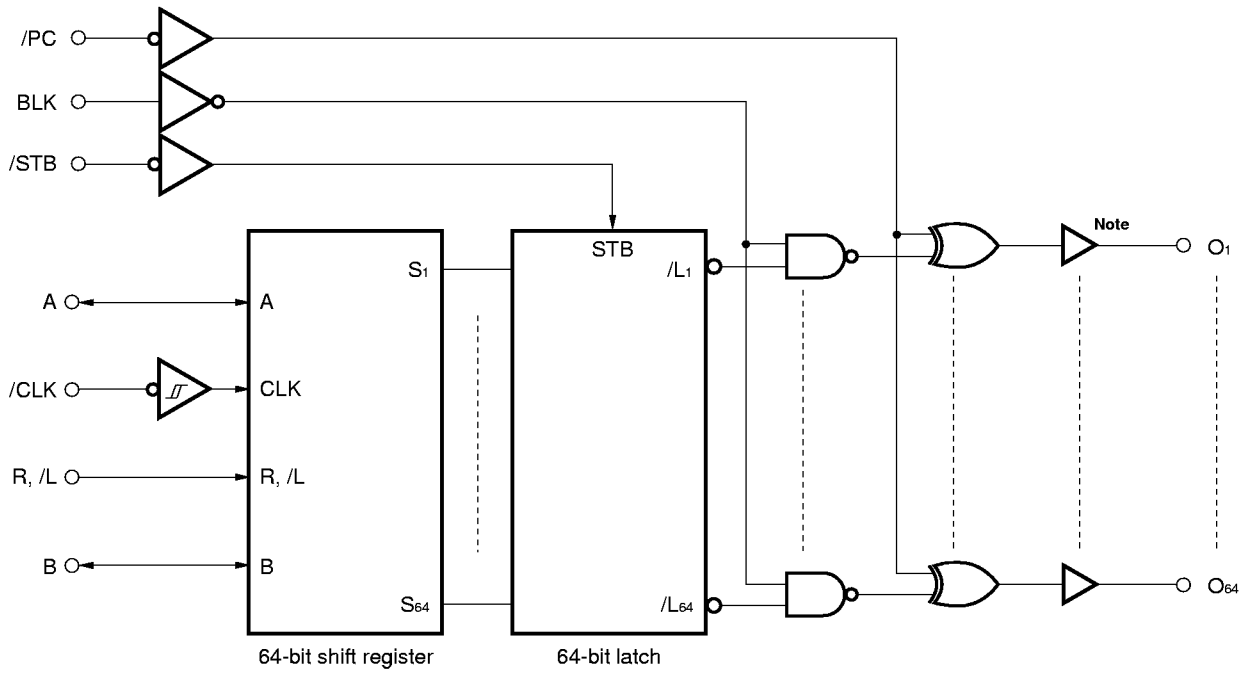 /PC
BLK
/STB
Note
STB
S1
/L1
O1
A
A
/CLK
CLK
R, /L
R, /L
B
B
S64
/L64
O64
64-bit shift register
64-bit latch